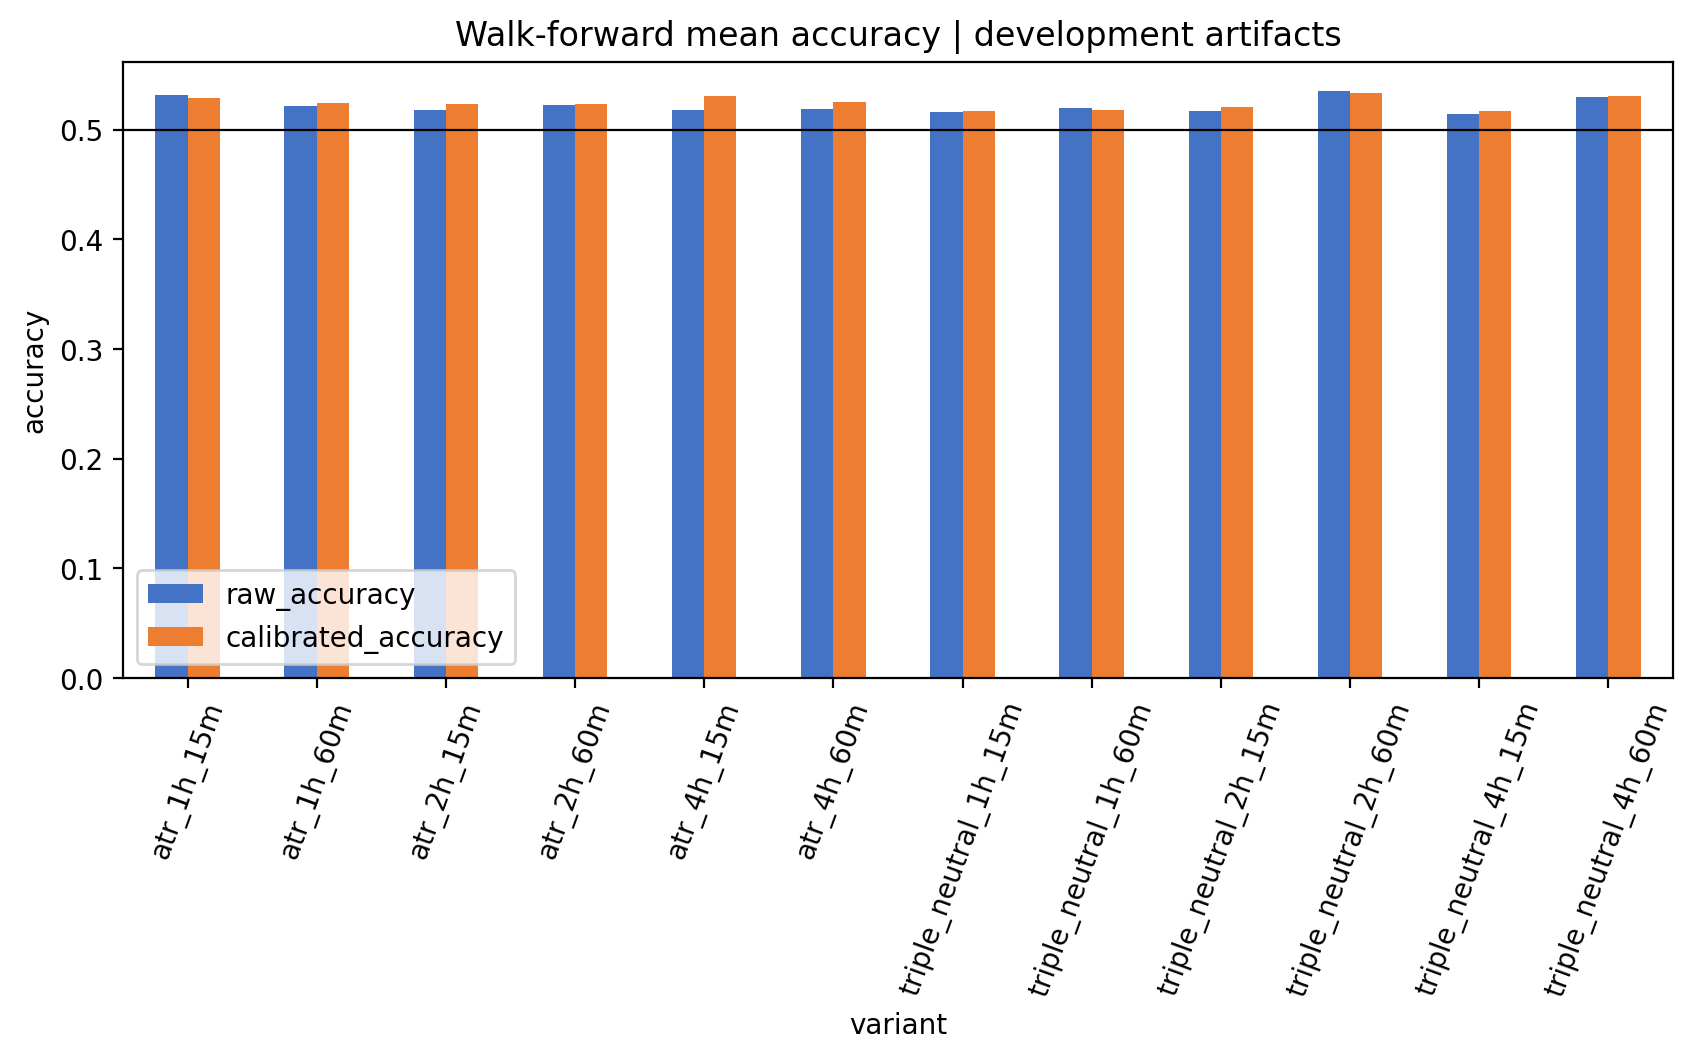 Walk-forward mean accuracy | development artifacts
accuracy
0.5
0.4
0.3
0.2
0.1
0.0
raw_accuracy
calibrated_accuracy
atr_1h_15m
atr_1h_60m
atr_2h_15m
atr_2h_60m
atr_4h_15m
atr_4h_60m
triple_neutral_1h_15m
triple_neutral_1h_60m
triple_neutral_2h_15m
triple_neutral_2h_60m
triple_neutral_4h_15m
triple_neutral_4h_60m
variant